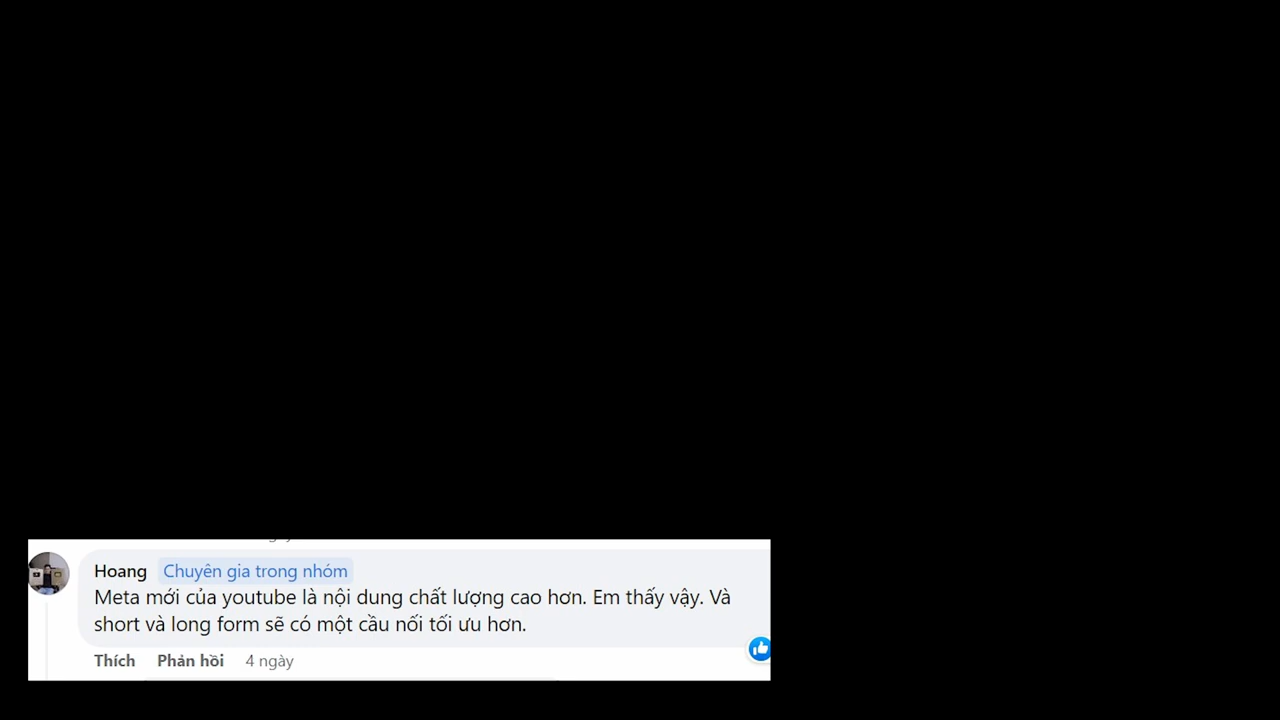 Hoang Chuyên gia trong nhóm
Meta mới của youtube là nội dung chất lượng cao hơn. Em thấy vậy. Và
short và long form sẽ có một cầu nối tối ưu hơn.
Thích Phản hồi 4 ngày